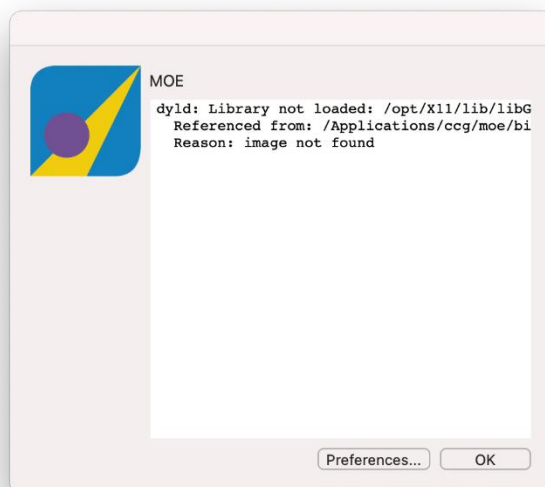 MOE
dyld: Library not loaded: /opt/X11/lib/libG
Referenced from: /Applications/ccg/moe/bi
Reason: image not found
Preferences...
OK